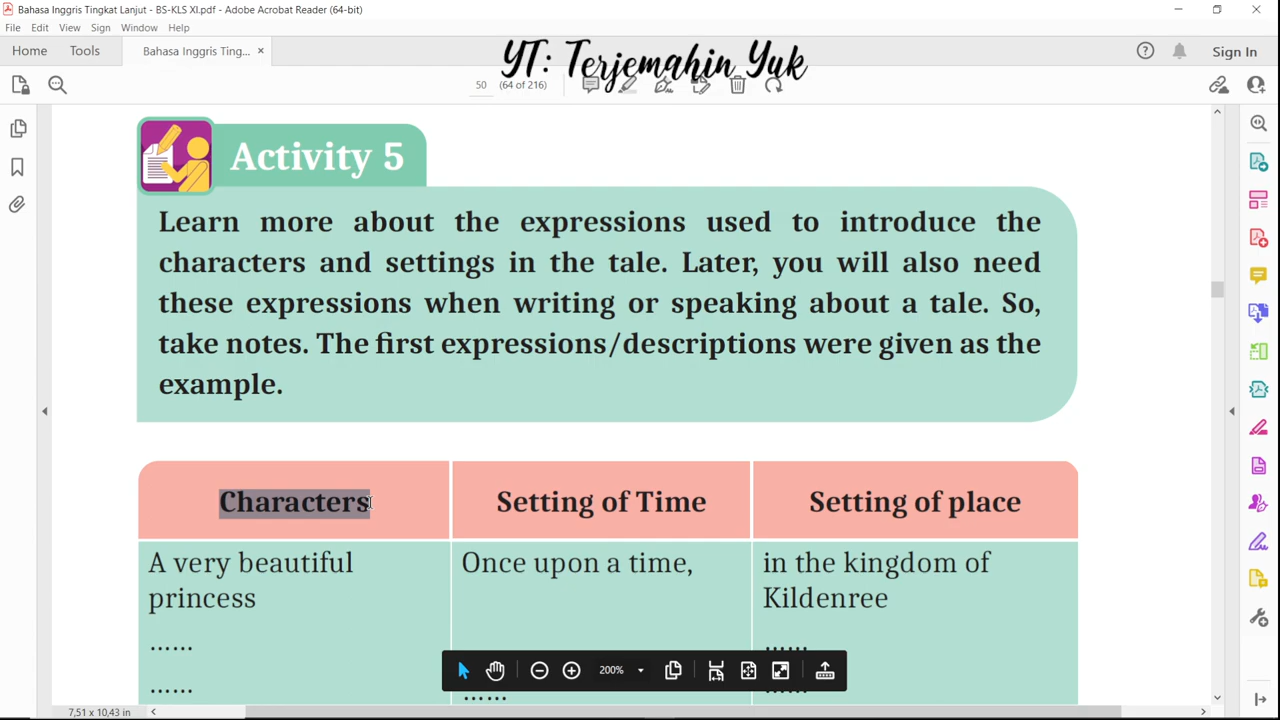 Bahasa Inggris Tingkat Lanjut - BS-KLS XI.pdf - Adobe Acrobat Reader (64-bit)
File Edit View Sign Window Help
Home Tools Bahasa Inggris Ting... × Sign In
YT: Terjemahin Yuk
50 (64 of 216)
Activity 5
Learn more about the expressions used to introduce the
characters and settings in the tale. Later, you will also need
these expressions when writing or speaking about a tale. So,
take notes. The first expressions/descriptions were given as the
example.
Characters Setting of Time Setting of place
A very beautiful Once upon a time, in the kingdom of
princess Kildenree
...... ......
...... ...... ......
200%
7,51 x 10,43 in